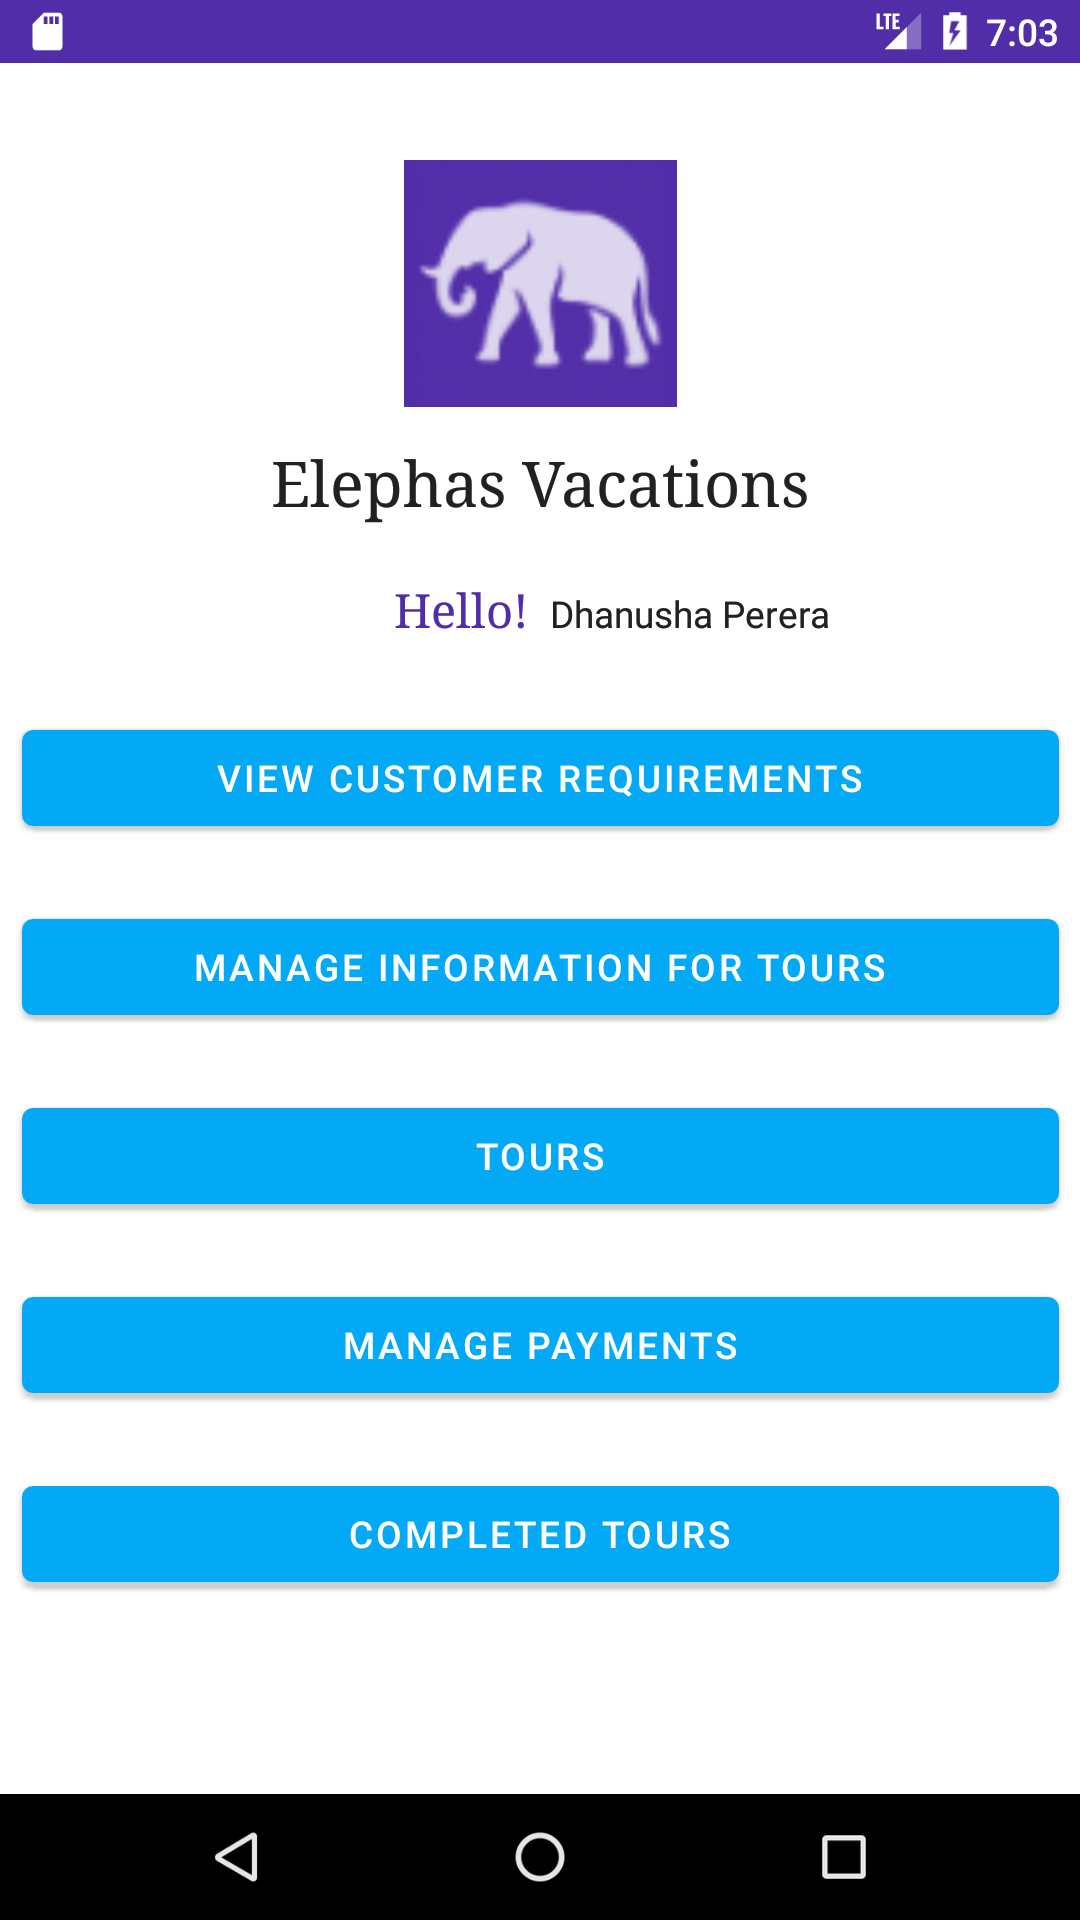 LTE 7:03
Elephas Vacations
Hello! Dhanusha Perera
VIEW CUSTOMER REQUIREMENTS
MANAGE INFORMATION FOR TOURS
TOURS
MANAGE PAYMENTS
COMPLETED TOURS